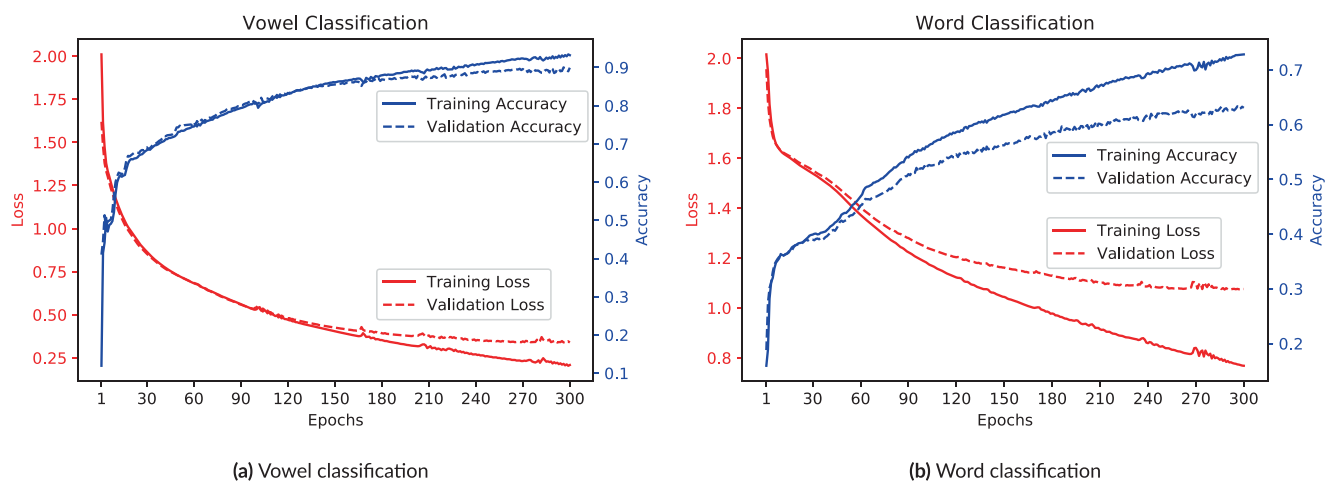 Vowel Classification
2.00
1.75
1.50
1.25
1.00
0.75
0.50
0.25
Loss
0.9
0.8
0.7
0.6
0.5
0.4
0.3
0.2
0.1
Accuracy
Training Accuracy
Validation Accuracy
Training Loss
Validation Loss
1 30 60 90 120 150 180 210 240 270 300
Epochs
(a) Vowel classification
Word Classification
2.0
1.8
1.6
1.4
1.2
1.0
0.8
Loss
0.7
0.6
0.5
0.4
0.3
0.2
Accuracy
Training Accuracy
Validation Accuracy
Training Loss
Validation Loss
1 30 60 90 120 150 180 210 240 270 300
Epochs
(b) Word classification